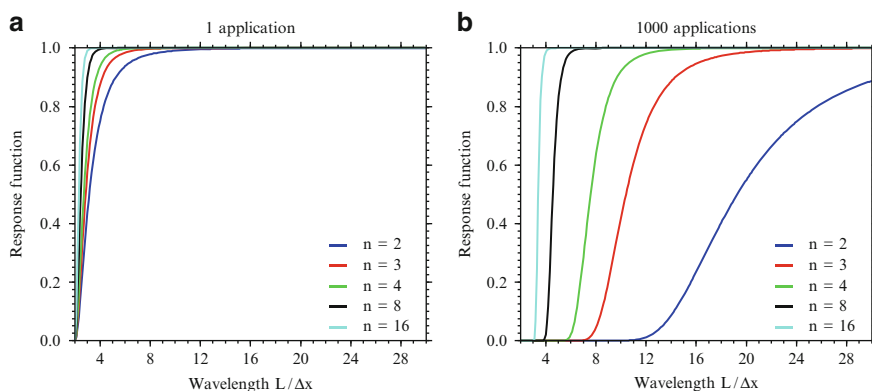 a
1 application
Response function
1.0
0.8
0.6
0.4
0.2
0.0
n = 2
n = 3
n = 4
n = 8
n = 16
4 8 12 16 20 24 28
Wavelength L/Δx
b
1000 applications
Response function
1.0
0.8
0.6
0.4
0.2
0.0
n = 2
n = 3
n = 4
n = 8
n = 16
4 8 12 16 20 24 28
Wavelength L/Δx